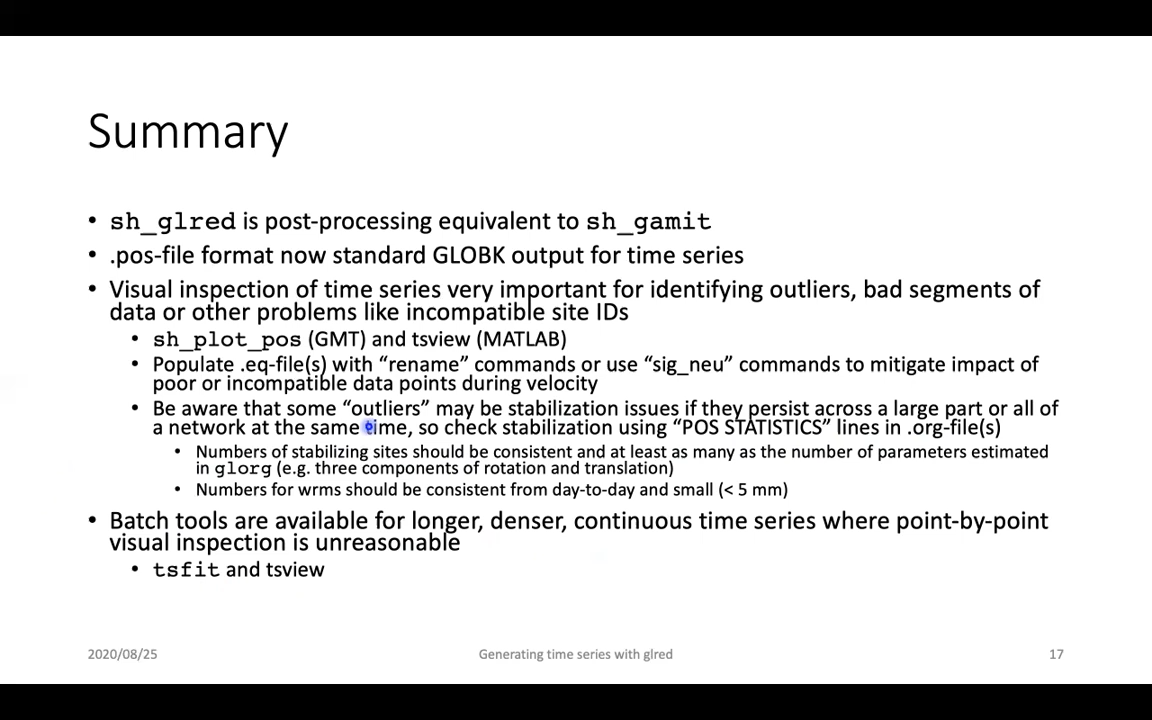 Summary
• sh_glred is post-processing equivalent to sh_gamit
• .pos-file format now standard GLOBK output for time series
• Visual inspection of time series very important for identifying outliers, bad segments of
data or other problems like incompatible site IDs
• sh_plot_pos (GMT) and tsview (MATLAB)
• Populate .eq-file(s) with “rename” commands or use “sig_neu” commands to mitigate impact of
poor or incompatible data points during velocity
• Be aware that some “outliers” may be stabilization issues if they persist across a large part or all of
a network at the same time, so check stabilization using “POS STATISTICS” lines in .org-file(s)
• Numbers of stabilizing sites should be consistent and at least as many as the number of parameters estimated
in glorg (e.g. three components of rotation and translation)
• Numbers for wrms should be consistent from day-to-day and small (< 5 mm)
• Batch tools are available for longer, denser, continuous time series where point-by-point
visual inspection is unreasonable
• tsfit and tsview
2020/08/25 Generating time series with glred 17